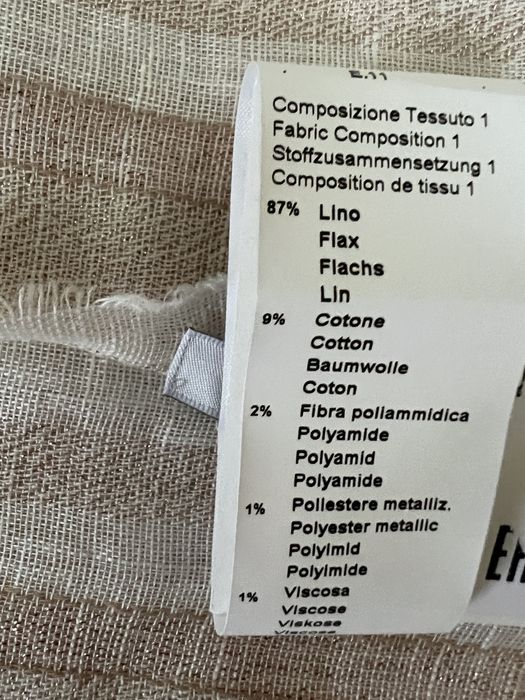 Composizione Tessuto 1
Fabric Composition 1
Stoffzusammensetzung 1
Composition de tissu 1
87% Lino
Flax
Flachs
Lin
9% Cotone
Cotton
Baumwolle
Coton
2% Fibra poliammidica
Polyamide
Polyamid
Polyamide
1% Poliestere metalliz.
Polyester metallic
Polyimid
Polyimide
1% Viscosa
Viscose
Viskose
Viscose